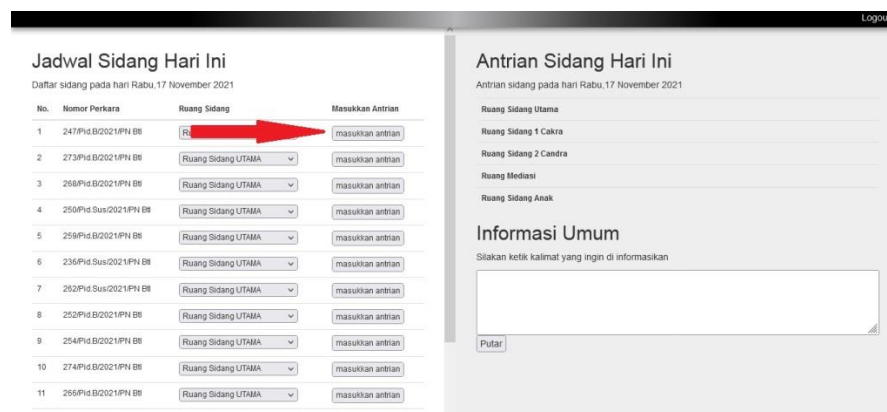 Logou
Jadwal Sidang Hari Ini
Daftar sidang pada hari Rabu,17 November 2021
No. Nomor Perkara Ruang Sidang Masukkan Antrian
1 247/Pid.B/2021/PN Btl masukkan antrian
2 273/Pid.B/2021/PN Btl Ruang Sidang UTAMA masukkan antrian
3 268/Pid.B/2021/PN Btl Ruang Sidang UTAMA masukkan antrian
4 250/Pid.Sus/2021/PN Btl Ruang Sidang UTAMA masukkan antrian
5 259/Pid.B/2021/PN Btl Ruang Sidang UTAMA masukkan antrian
6 236/Pid.Sus/2021/PN Btl Ruang Sidang UTAMA masukkan antrian
7 262/Pid.Sus/2021/PN Btl Ruang Sidang UTAMA masukkan antrian
8 252/Pid.B/2021/PN Btl Ruang Sidang UTAMA masukkan antrian
9 254/Pid.B/2021/PN Btl Ruang Sidang UTAMA masukkan antrian
10 274/Pid.B/2021/PN Btl Ruang Sidang UTAMA masukkan antrian
11 266/Pid.B/2021/PN Btl Ruang Sidang UTAMA masukkan antrian
Antrian Sidang Hari Ini
Antrian sidang pada hari Rabu,17 November 2021
Ruang Sidang Utama
Ruang Sidang 1 Cakra
Ruang Sidang 2 Candra
Ruang Mediasi
Ruang Sidang Anak
Informasi Umum
Silakan ketik kalimat yang ingin di informasikan
Putar